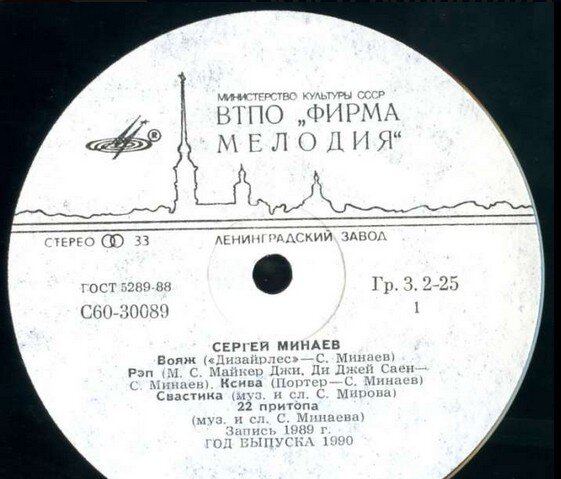 МИНИСТЕРСТВО КУЛЬТУРЫ СССР
ВТПО „ФИРМА
МЕЛОДИЯ“
®
СТЕРЕО 33
ЛЕНИНГРАДСКИЙ ЗАВОД
ГОСТ 5289-88
Гр. 3. 2-25
С60-30089
1
СЕРГЕЙ МИНАЕВ
Вояж («Дизайрлес»—С. Минаев)
Рэп (М. С. Майкер Джи, Ди Джей Саен—
С. Минаев). Ксива (Портер—С. Минаев)
Свастика (муз. и сл. С. Мирова)
22 притопа
(муз. и сл. С. Минаева)
Запись 1989 г.
ГОД ВЫПУСКА 1990